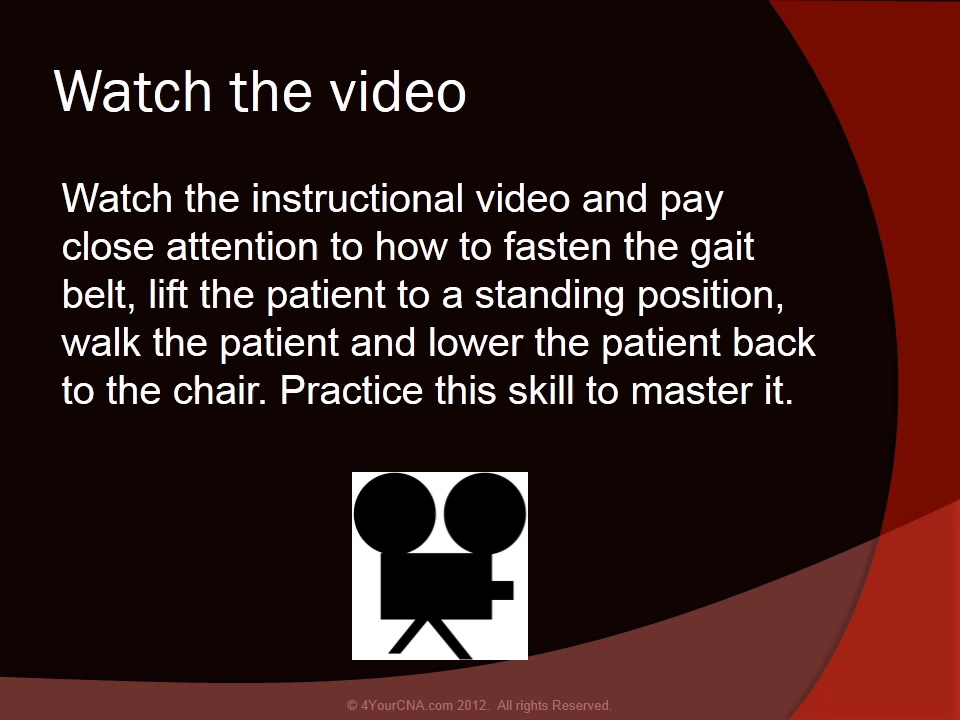 Watch the video
Watch the instructional video and pay
close attention to how to fasten the gait
belt, lift the patient to a standing position,
walk the patient and lower the patient back
to the chair. Practice this skill to master it.
© 4YourCNA.com 2012.  All rights Reserved.